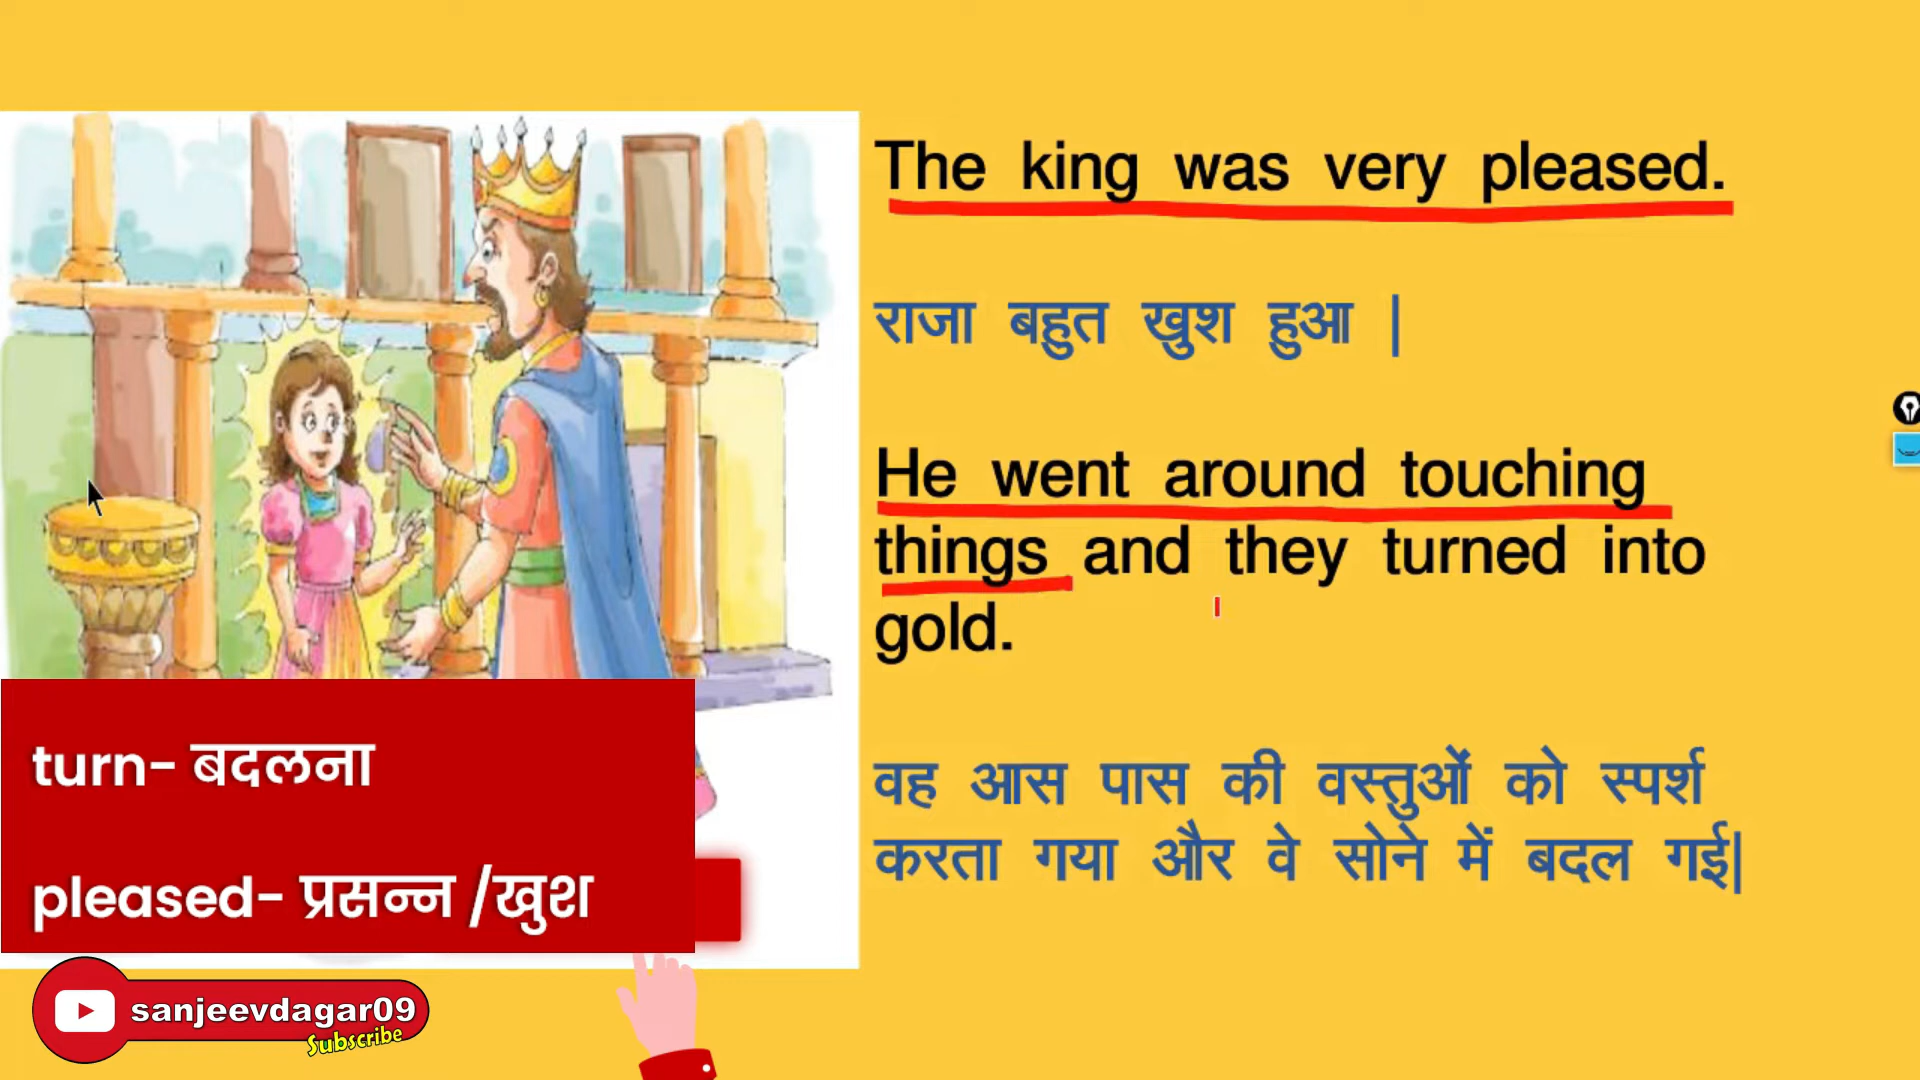 The king was very pleased.
राजा बहुत खुश हुआ |
He went around touching
things and they turned into
gold.
वह आस पास की वस्तुओं को स्पर्श
करता गया और वे सोने में बदल गई|
turn- बदलना
pleased- प्रसन्न /खुश
sanjeevdagar09
Subscribe